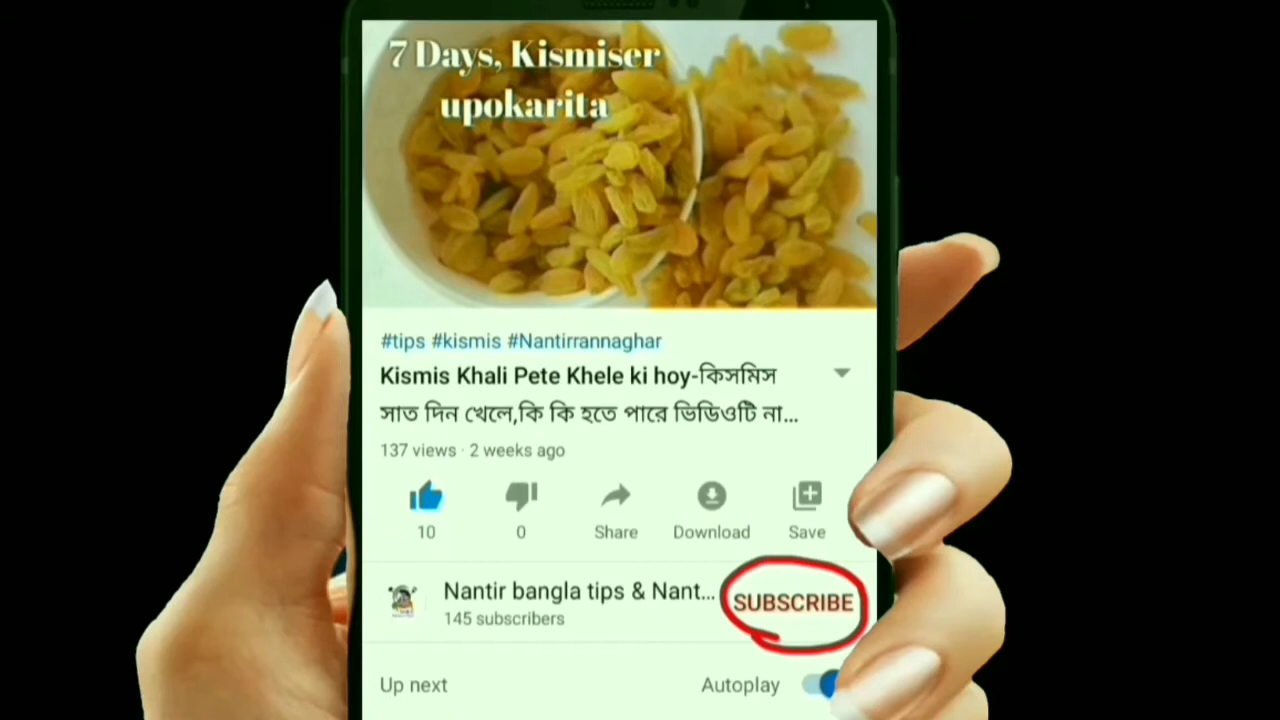 7 Days, Kismiser
upokarita
#tips #kismis #Nantirrannaghar
Kismis Khali Pete Khele ki hoy-কিসমিস
সাত দিন খেলে,কি কি হতে পারে ভিডিওটি না...
137 views · 2 weeks ago
10 0 Share Download Save
Nantir bangla tips & Nant... SUBSCRIBE
145 subscribers
Up next Autoplay